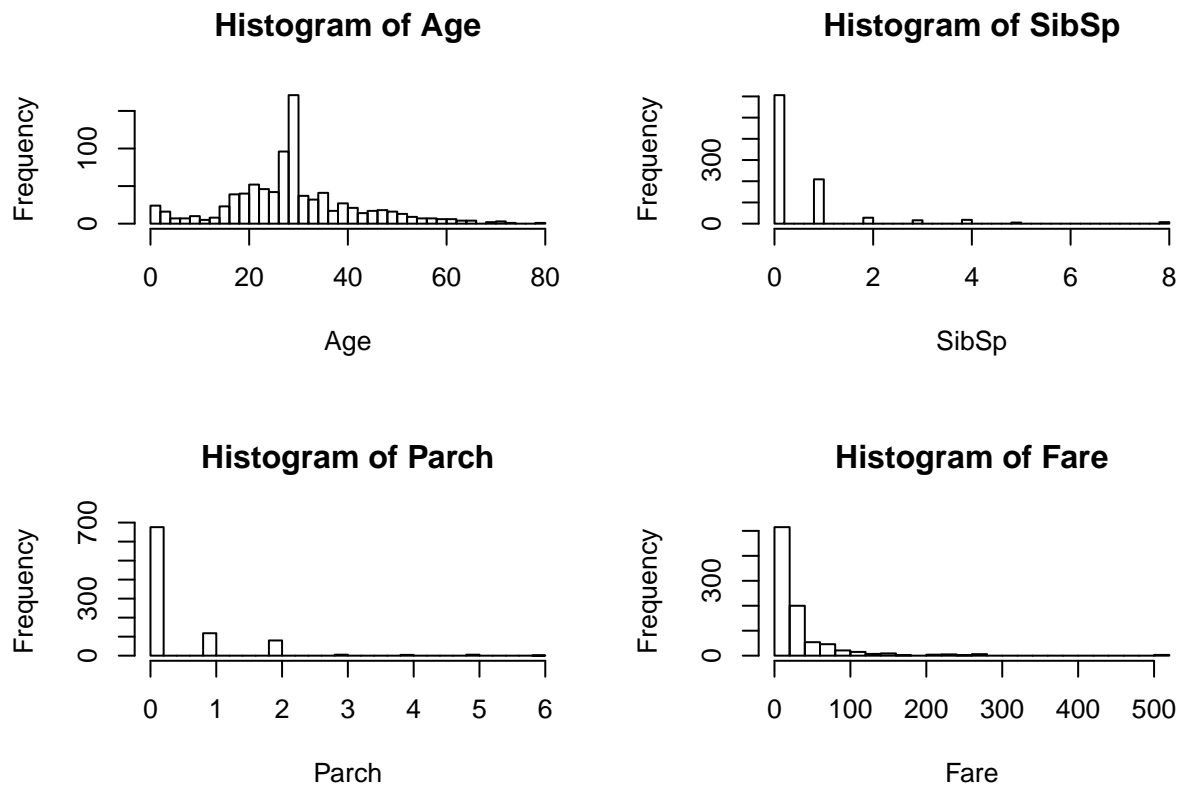 Histogram of Age
Frequency
0 100
0 20 40 60 80
Age
Histogram of SibSp
Frequency
0 300
0 2 4 6 8
SibSp
Histogram of Parch
Frequency
0 300 700
0 1 2 3 4 5 6
Parch
Histogram of Fare
Frequency
0 300
0 100 200 300 400 500
Fare